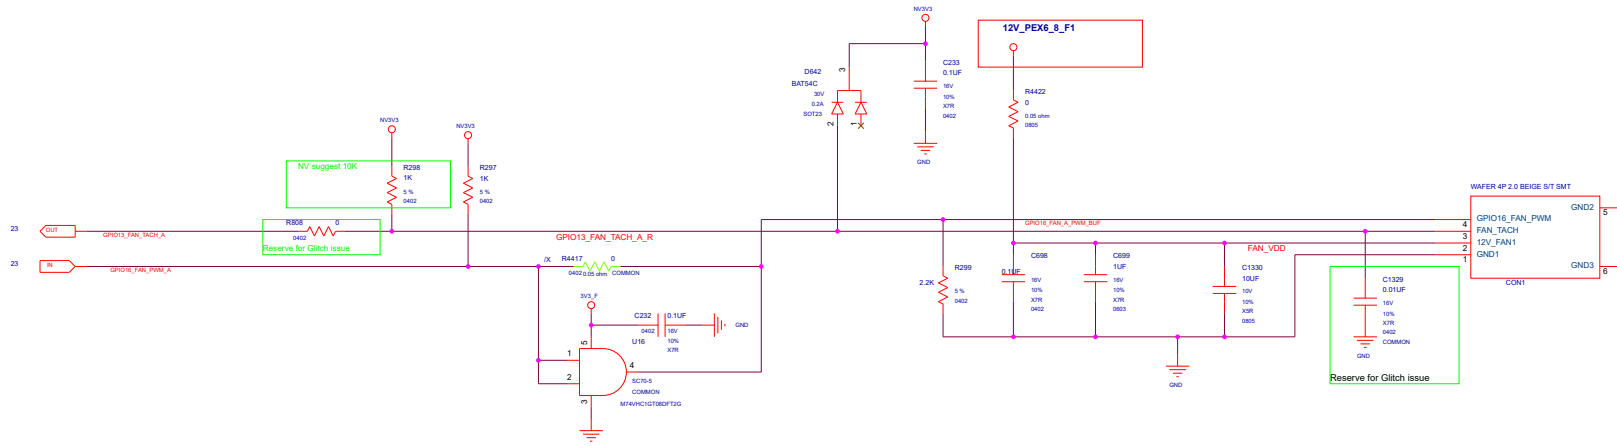 NV3V3
12V_PEX6_8_F1
D642
BAT54C
30V
0.2A
SOT23
3
2
1
C233
0.1UF
16V
10%
X7R
0402
GND
R4422
0
0.05 ohm
0805
NV3V3
NV3V3
NV suggest 10K
R298
1K
5 %
0402
R297
1K
5 %
0402
WAFER 4P 2.0 BEIGE S/T SMT
23
OUT
GPIO13_FAN_TACH_A
R808
0
0402
Reserve for Glitch issue
GPIO13_FAN_TACH_A_R
GPIO16_FAN_A_PWM_BUF
GPIO16_FAN_PWM
FAN_TACH
12V_FAN1
GND1
4
3
2
1
GND2
5
GND3
6
CON1
23
IN
GPIO16_FAN_PWM_A
/X
R4417
0
0402
0.05 ohm
COMMON
FAN_VDD
3V3_F
C232
0.1UF
0402
16V
10%
X7R
GND
U16
5
1
2
4
3
SC70-5
COMMON
M74VHC1GT08DFT2G
2.2K
R299
5 %
0402
0.1UF
C698
16V
10%
X7R
0402
C699
1UF
16V
10%
X7R
0603
C1330
10UF
10V
10%
X5R
0805
GND
C1329
0.01UF
16V
10%
X7R
0402
COMMON
GND
Reserve for Glitch issue